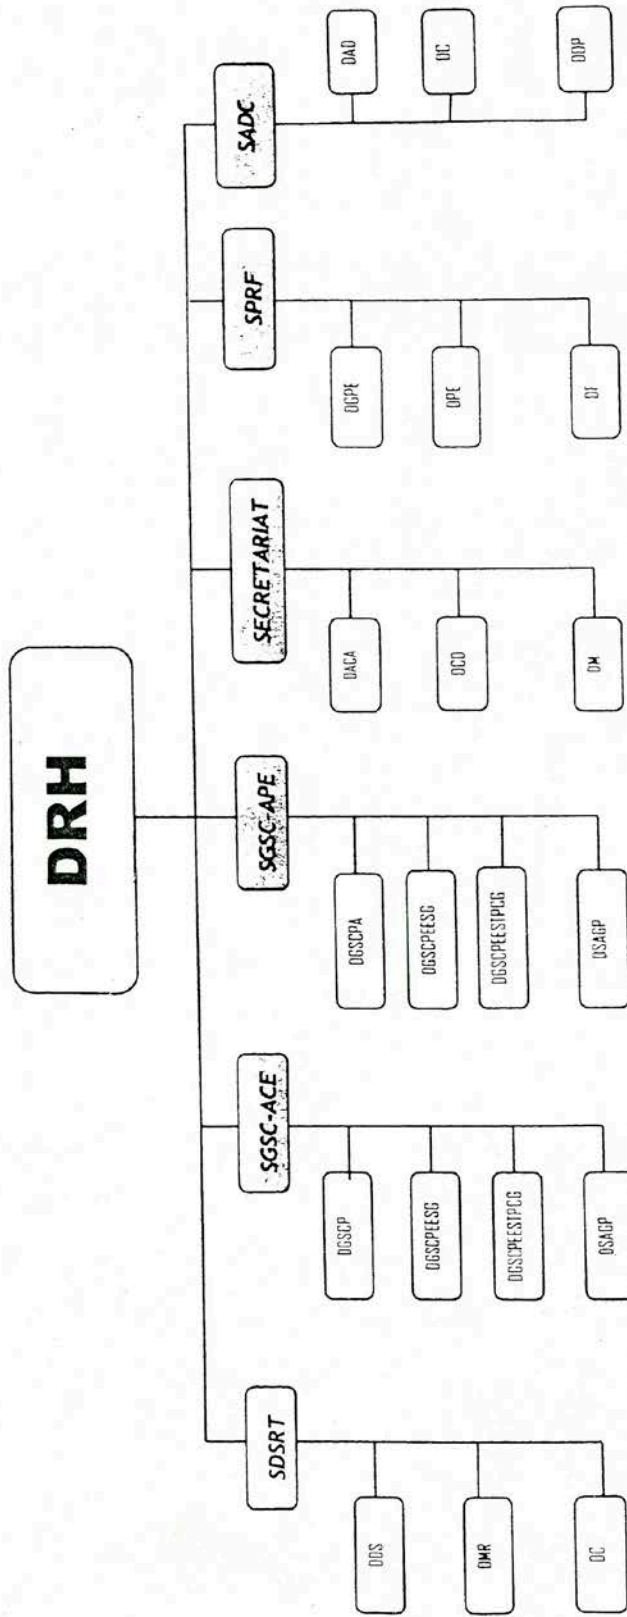 DRH
SDSRT
DDS
DMR
DC
SGSC-ACE
DGSCP
DGSCPEESG
DGSCPEESTPCG
DSAGP
SGSC-APE
DGSCPA
DGSCPEESG
DGSCPEESTPCG
DSAGP
SECRETARIAT
DACA
DCD
DM
SPRF
DGPE
DPE
DF
SADC
DAD
DC
DDP